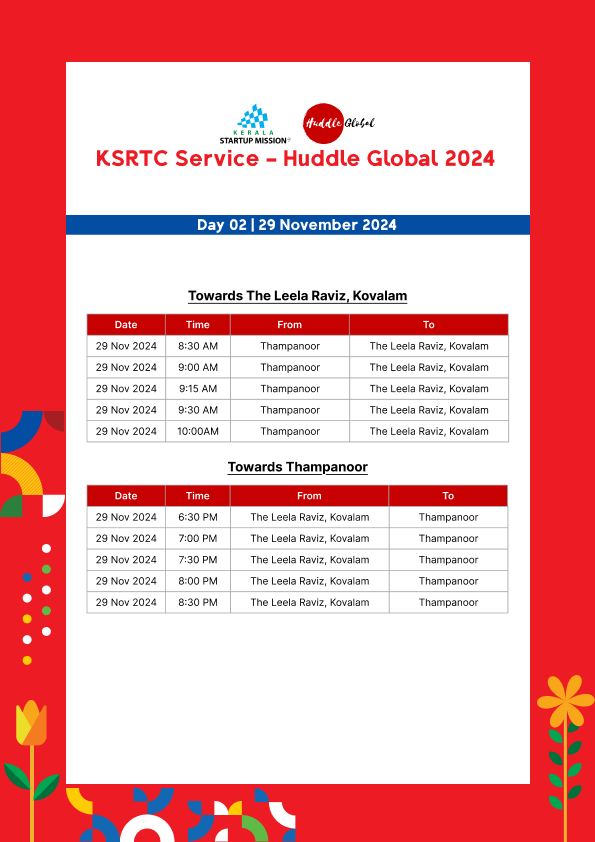 KERALA
STARTUP MISSION
Huddle Global
KSRTC Service – Huddle Global 2024
Day 02 | 29 November 2024
Towards The Leela Raviz, Kovalam
Date Time From To
29 Nov 2024 8:30 AM Thampanoor The Leela Raviz, Kovalam
29 Nov 2024 9:00 AM Thampanoor The Leela Raviz, Kovalam
29 Nov 2024 9:15 AM Thampanoor The Leela Raviz, Kovalam
29 Nov 2024 9:30 AM Thampanoor The Leela Raviz, Kovalam
29 Nov 2024 10:00AM Thampanoor The Leela Raviz, Kovalam
Towards Thampanoor
Date Time From To
29 Nov 2024 6:30 PM The Leela Raviz, Kovalam Thampanoor
29 Nov 2024 7:00 PM The Leela Raviz, Kovalam Thampanoor
29 Nov 2024 7:30 PM The Leela Raviz, Kovalam Thampanoor
29 Nov 2024 8:00 PM The Leela Raviz, Kovalam Thampanoor
29 Nov 2024 8:30 PM The Leela Raviz, Kovalam Thampanoor